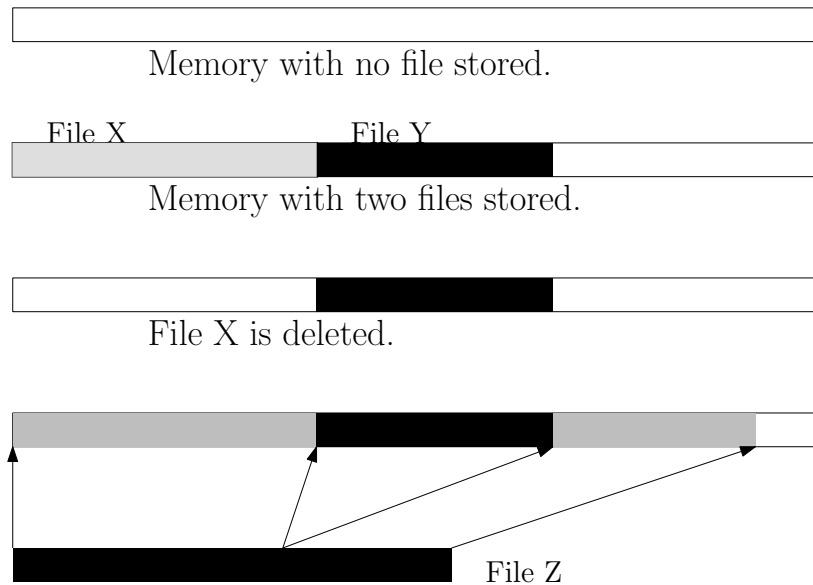 Memory with no file stored.
File X File Y
Memory with two files stored.
File X is deleted.
File Z